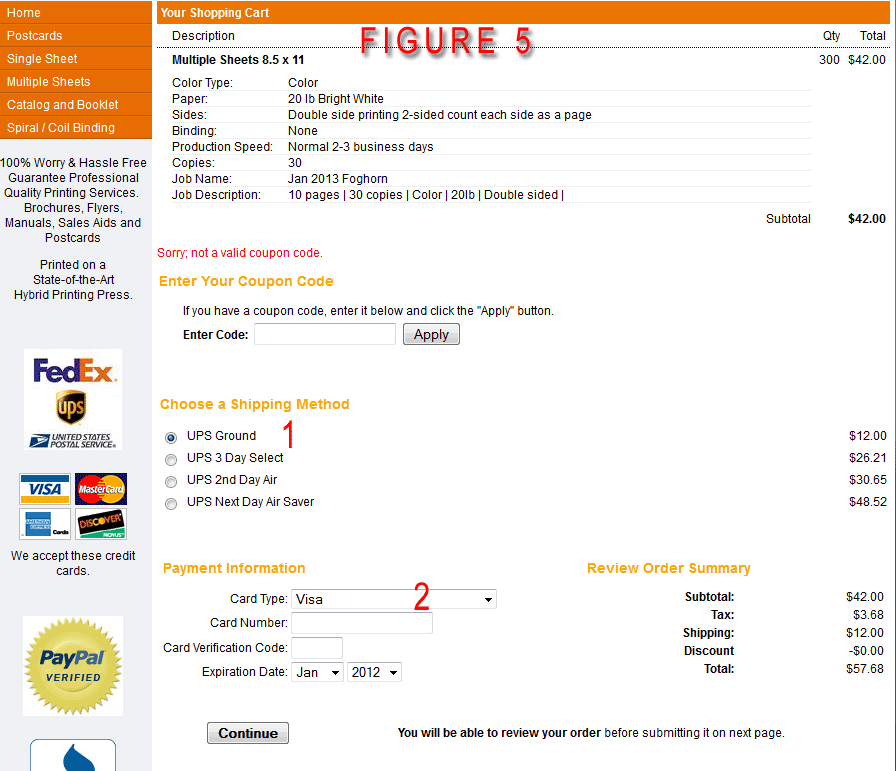 Home
Postcards
Single Sheet
Multiple Sheets
Catalog and Booklet
Spiral / Coil Binding
100% Worry & Hassle Free
Guarantee Professional
Quality Printing Services.
Brochures, Flyers,
Manuals, Sales Aids and
Postcards
Printed on a
State-of-the-Art
Hybrid Printing Press.
FedEx.
ups
UNITED STATES
POSTAL SERVICE
VISA
MasterCard
AMERICAN EXPRESS Cards
DISCOVER
NOVUS
We accept these credit
cards.
PayPal
VERIFIED
Your Shopping Cart
FIGURE 5
Description Qty Total
Multiple Sheets 8.5 x 11 300 $42.00
Color Type: Color
Paper: 20 lb Bright White
Sides: Double side printing 2-sided count each side as a page
Binding: None
Production Speed: Normal 2-3 business days
Copies: 30
Job Name: Jan 2013 Foghorn
Job Description: 10 pages | 30 copies | Color | 20lb | Double sided |
Subtotal $42.00
Sorry; not a valid coupon code.
Enter Your Coupon Code
If you have a coupon code, enter it below and click the "Apply" button.
Enter Code: Apply
Choose a Shipping Method
1
UPS Ground $12.00
UPS 3 Day Select $26.21
UPS 2nd Day Air $30.65
UPS Next Day Air Saver $48.52
Payment Information
2
Card Type: Visa
Card Number:
Card Verification Code:
Expiration Date: Jan 2012
Review Order Summary
Subtotal: $42.00
Tax: $3.68
Shipping: $12.00
Discount -$0.00
Total: $57.68
Continue
You will be able to review your order before submitting it on next page.